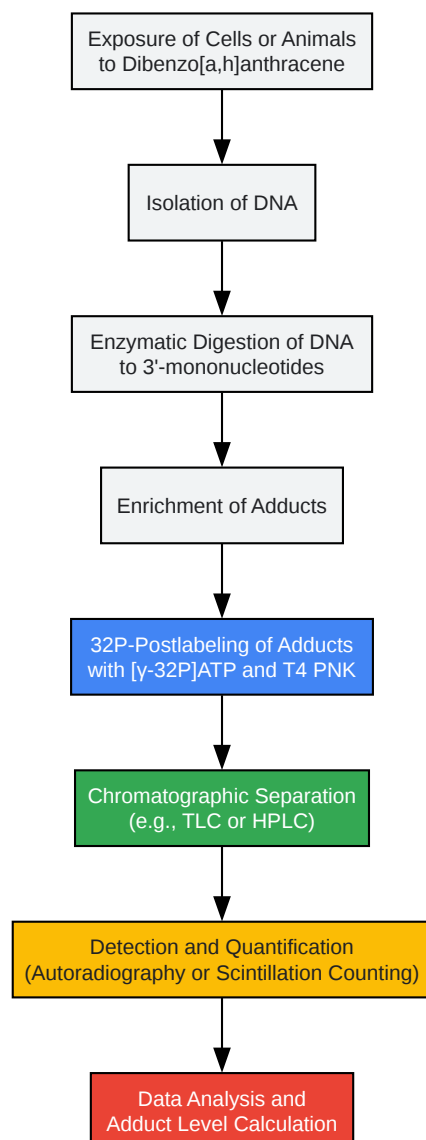 Exposure of Cells or Animals
to Dibenzo[a,h]anthracene
Isolation of DNA
Enzymatic Digestion of DNA
to 3'-mononucleotides
Enrichment of Adducts
32P-Postlabeling of Adducts
with [γ-32P]ATP and T4 PNK
Chromatographic Separation
(e.g., TLC or HPLC)
Detection and Quantification
(Autoradiography or Scintillation Counting)
Data Analysis and
Adduct Level Calculation